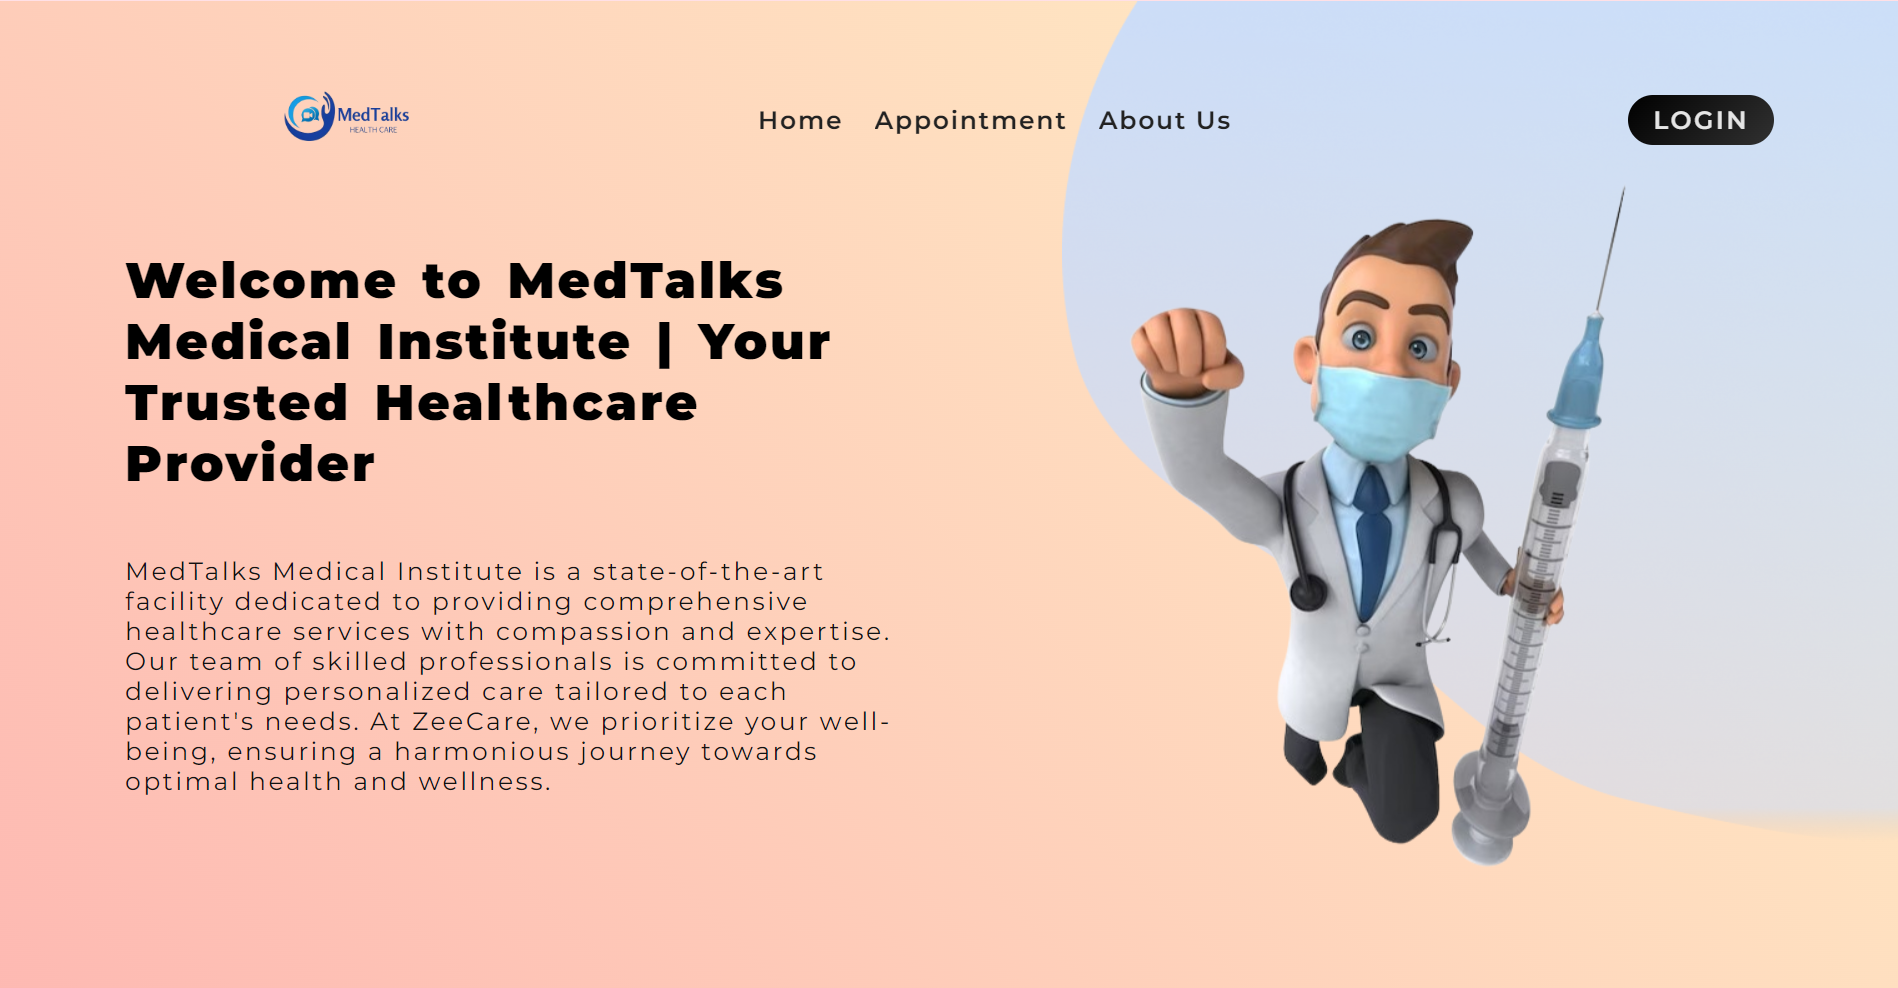 MedTalks
HEALTH CARE
Home Appointment About Us
LOGIN
Welcome to MedTalks
Medical Institute | Your
Trusted Healthcare
Provider
MedTalks Medical Institute is a state-of-the-art
facility dedicated to providing comprehensive
healthcare services with compassion and expertise.
Our team of skilled professionals is committed to
delivering personalized care tailored to each
patient's needs. At ZeeCare, we prioritize your well-
being, ensuring a harmonious journey towards
optimal health and wellness.